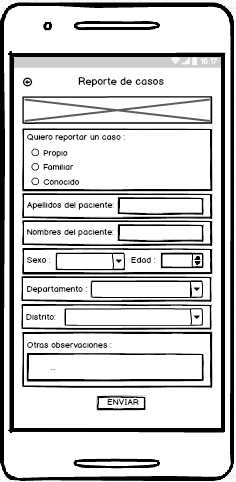 16:17
Reporte de casos
Quiero reportar un caso :
Propio
Familiar
Conocido
Apellidos del paciente:
Nombres del paciente:
Sexo : Edad :
Departamento :
Distrito:
Otras observaciones :
...
ENVIAR